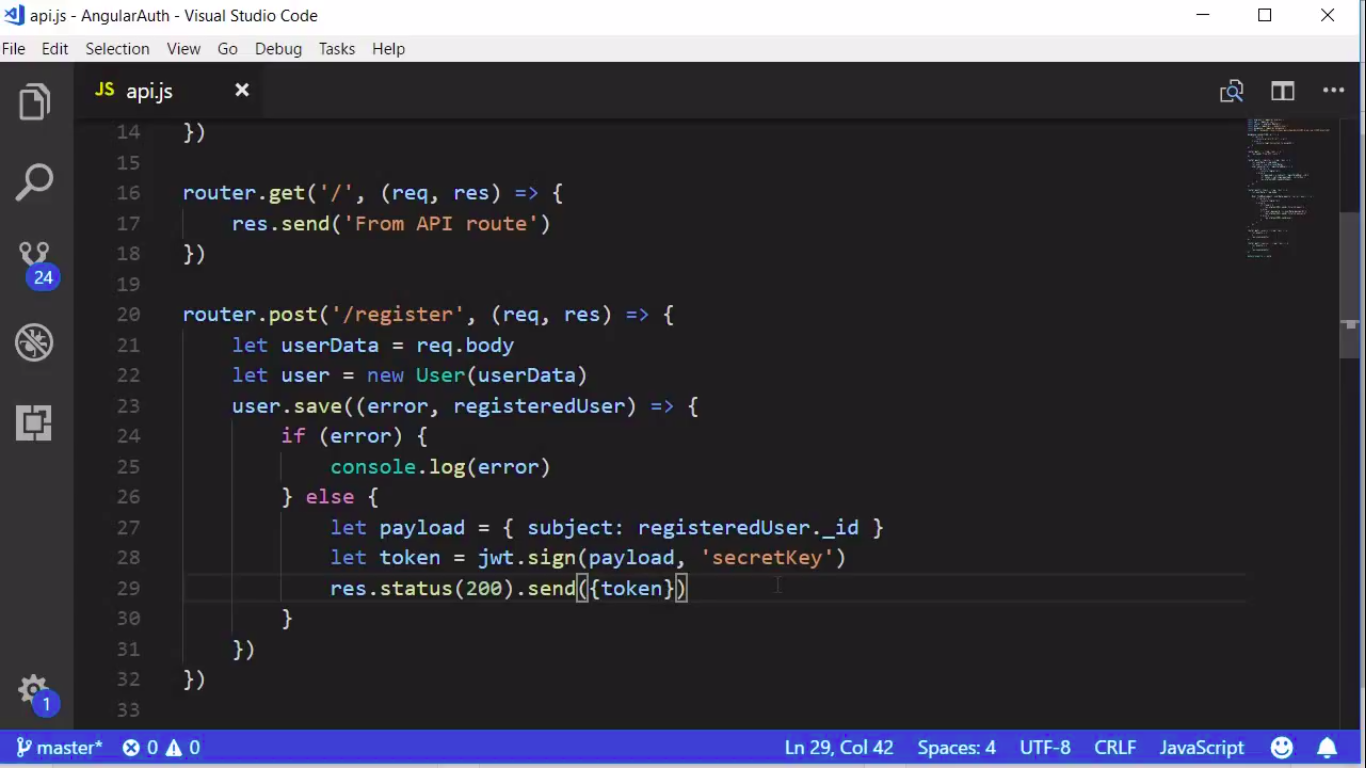 api.js - AngularAuth - Visual Studio Code
File Edit Selection View Go Debug Tasks Help
JS api.js
14 })
15
16 router.get('/', (req, res) => {
17     res.send('From API route')
18 })
19
20 router.post('/register', (req, res) => {
21     let userData = req.body
22     let user = new User(userData)
23     user.save((error, registeredUser) => {
24         if (error) {
25             console.log(error)
26         } else {
27             let payload = { subject: registeredUser._id }
28             let token = jwt.sign(payload, 'secretKey')
29             res.status(200).send({token})
30         }
31     })
32 })
33
24
1
master* 0 0 Ln 29, Col 42 Spaces: 4 UTF-8 CRLF JavaScript